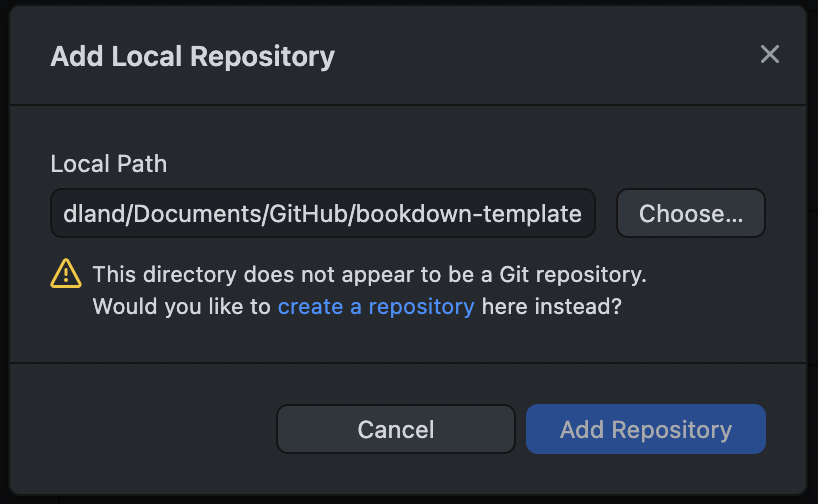 Add Local Repository
Local Path
dland/Documents/GitHub/bookdown-template
Choose...
This directory does not appear to be a Git repository.
Would you like to create a repository here instead?
Cancel
Add Repository